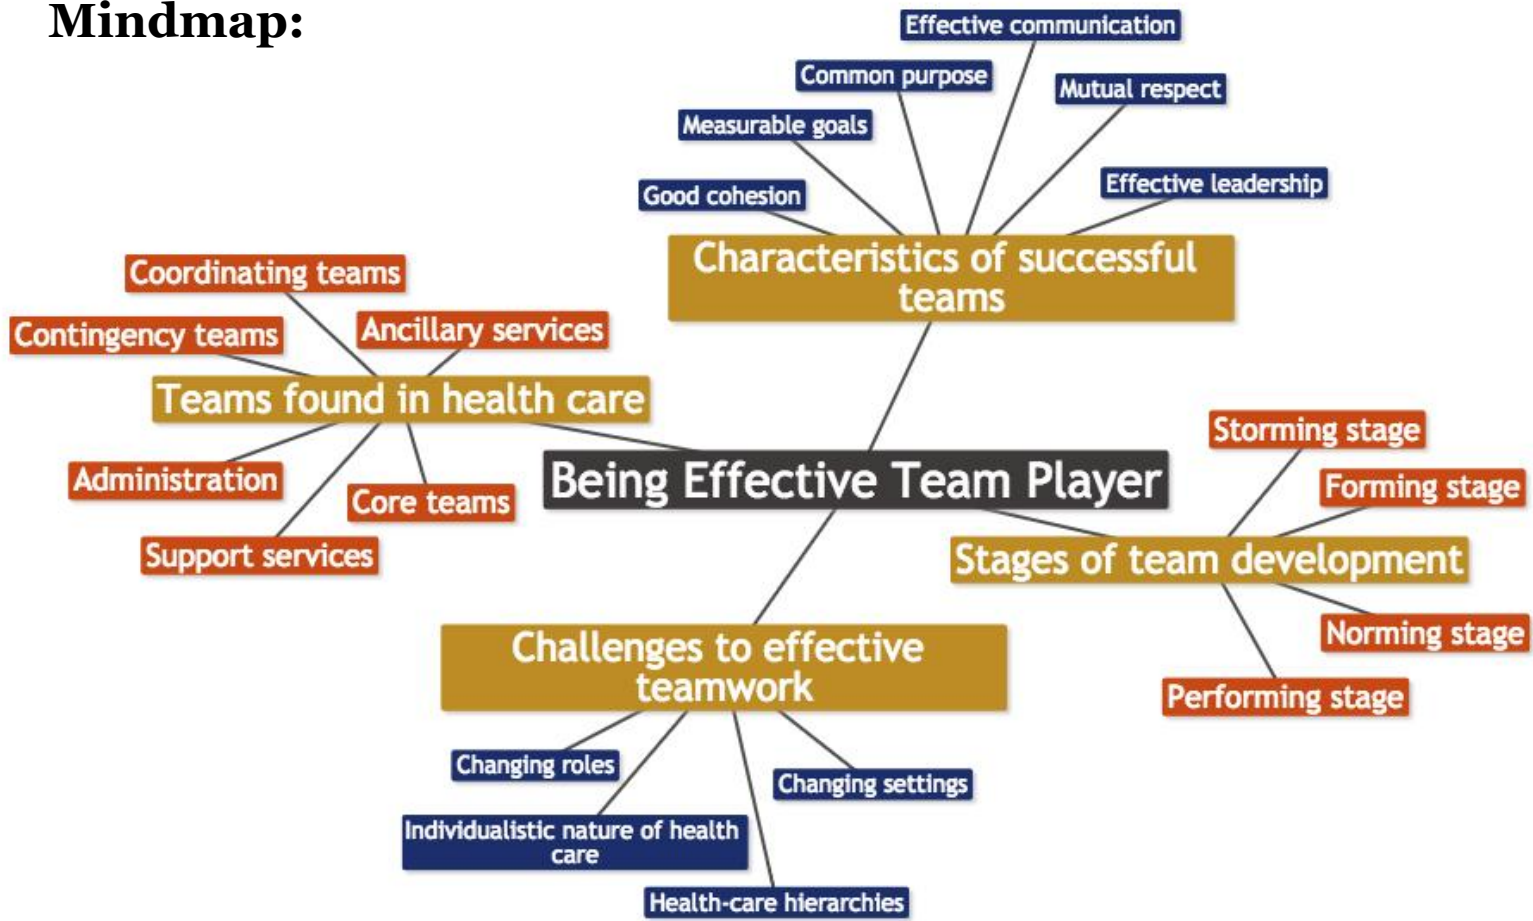 Mindmap:
Effective communication
Common purpose
Mutual respect
Measurable goals
Good cohesion
Effective leadership
Characteristics of successful
teams
Coordinating teams
Contingency teams
Ancillary services
Teams found in health care
Administration
Core teams
Support services
Being Effective Team Player
Storming stage
Forming stage
Stages of team development
Norming stage
Performing stage
Challenges to effective
teamwork
Changing roles
Changing settings
Individualistic nature of health
care
Health-care hierarchies